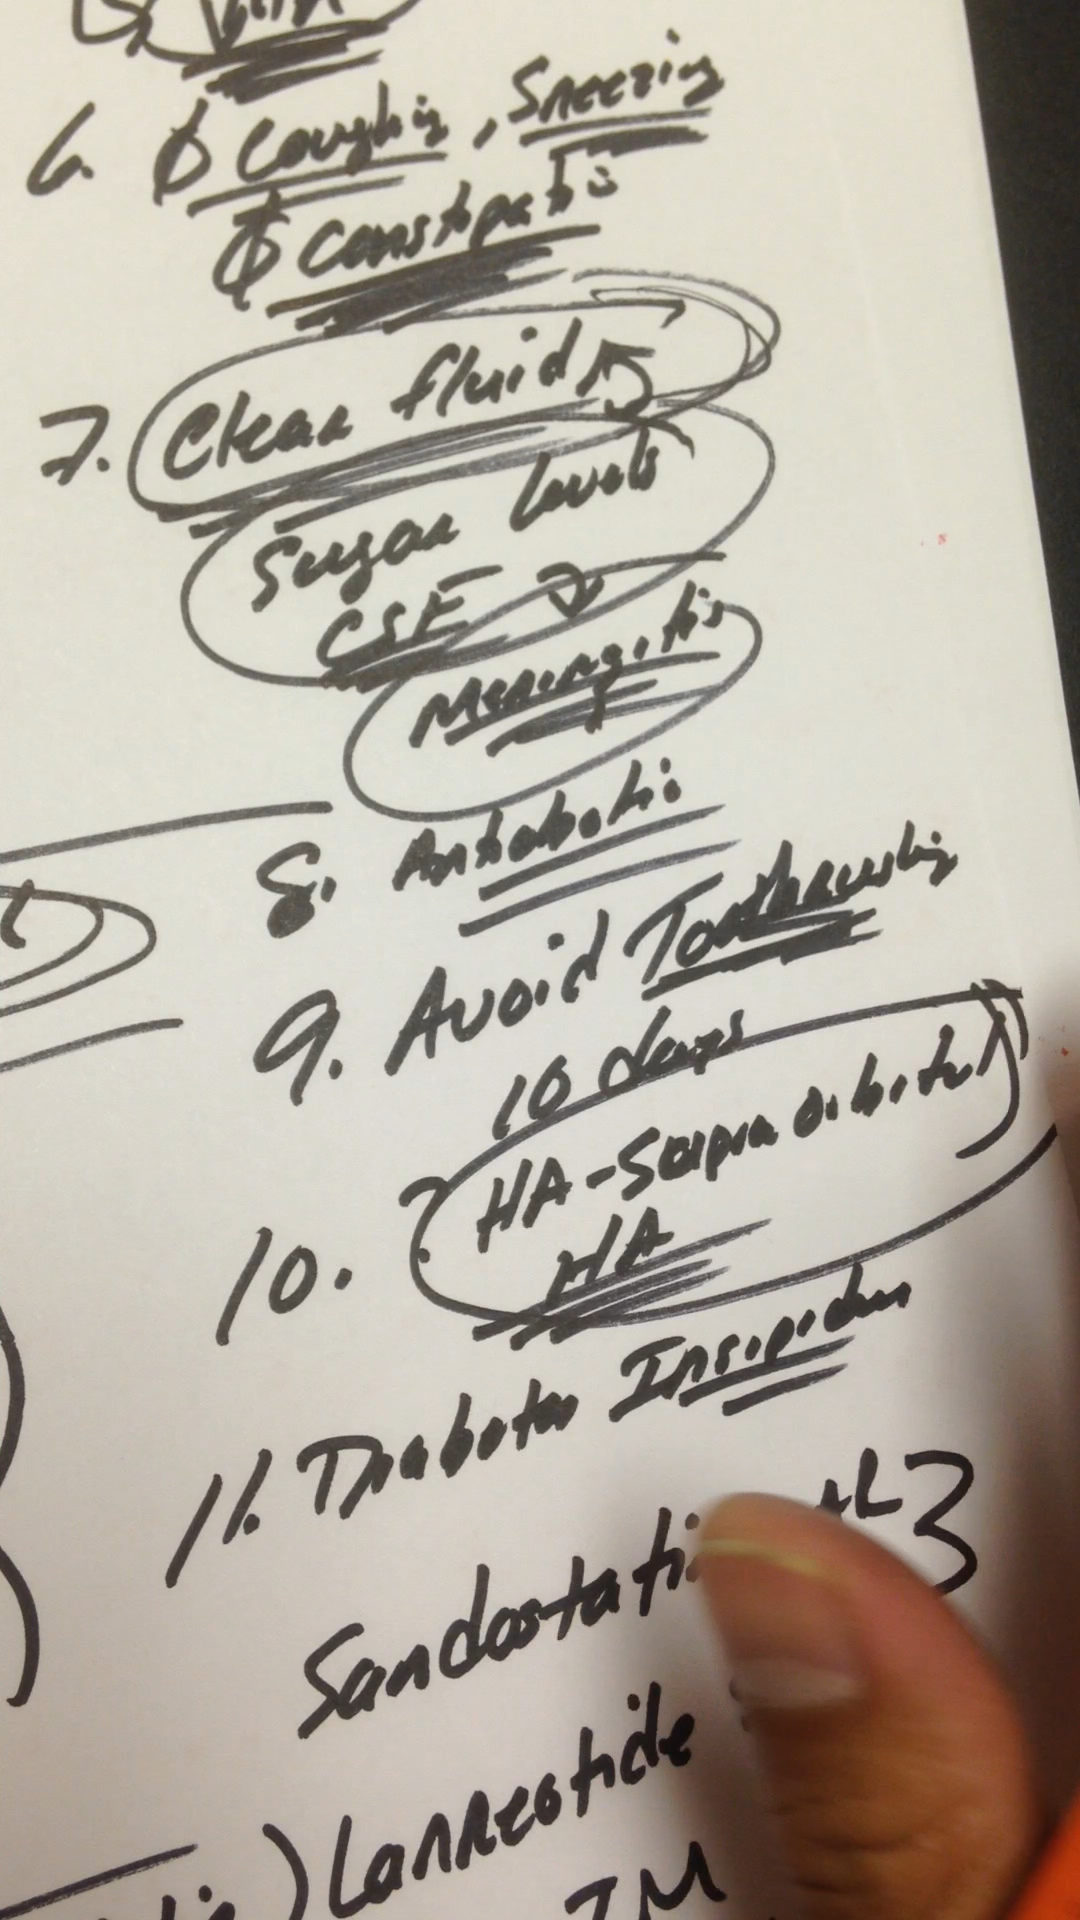 6. ∅ Coughing, Sneezing
∅ Constipation
7. Clear fluid
Sugar levels
CSF →
Meningitis
8. Antibiotic
9. Avoid Toothbrushing
10 days
10. HA - Supra orbital
HA
11. Diabetes Insipidus
Sandostatin
Lanreotide
IM